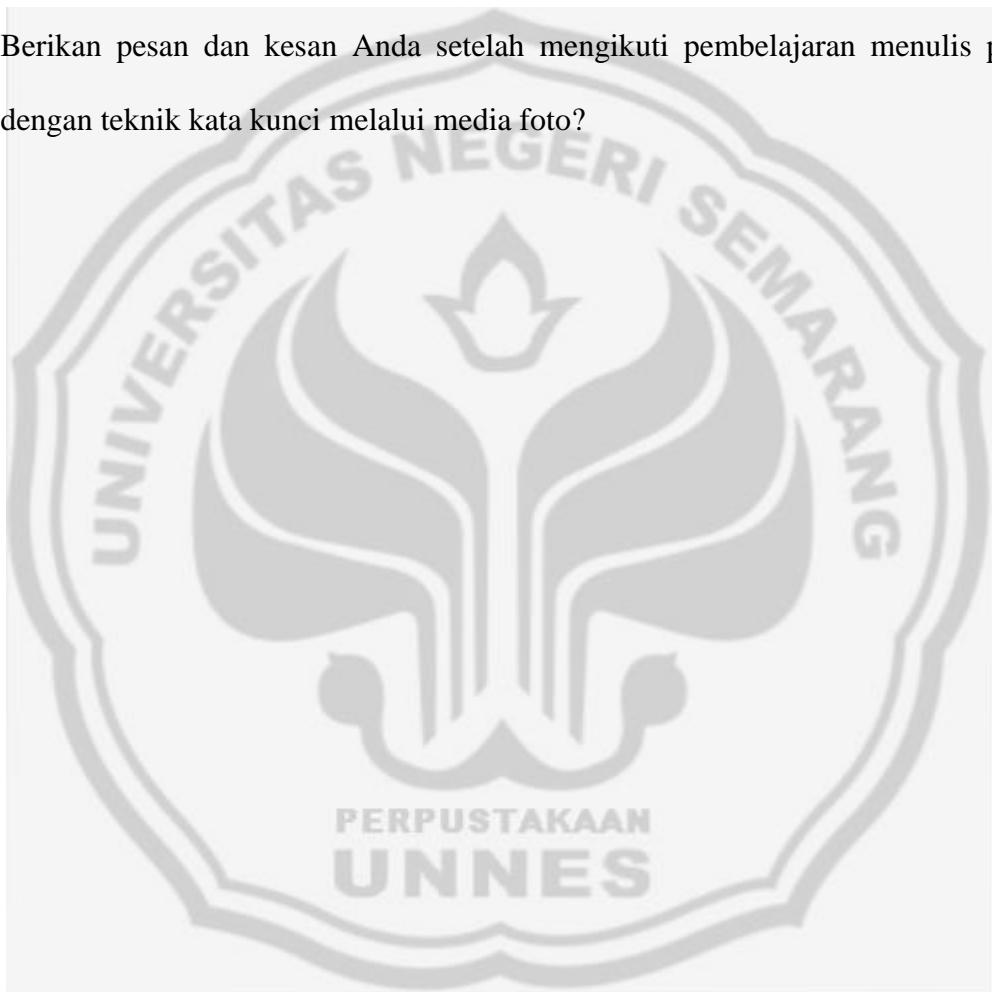 Berikan pesan dan kesan Anda setelah mengikuti pembelajaran menulis
dengan teknik kata kunci melalui media foto?
UNIVERSITAS NEGERI SEMARANG
PERPUSTAKAAN
UNNES